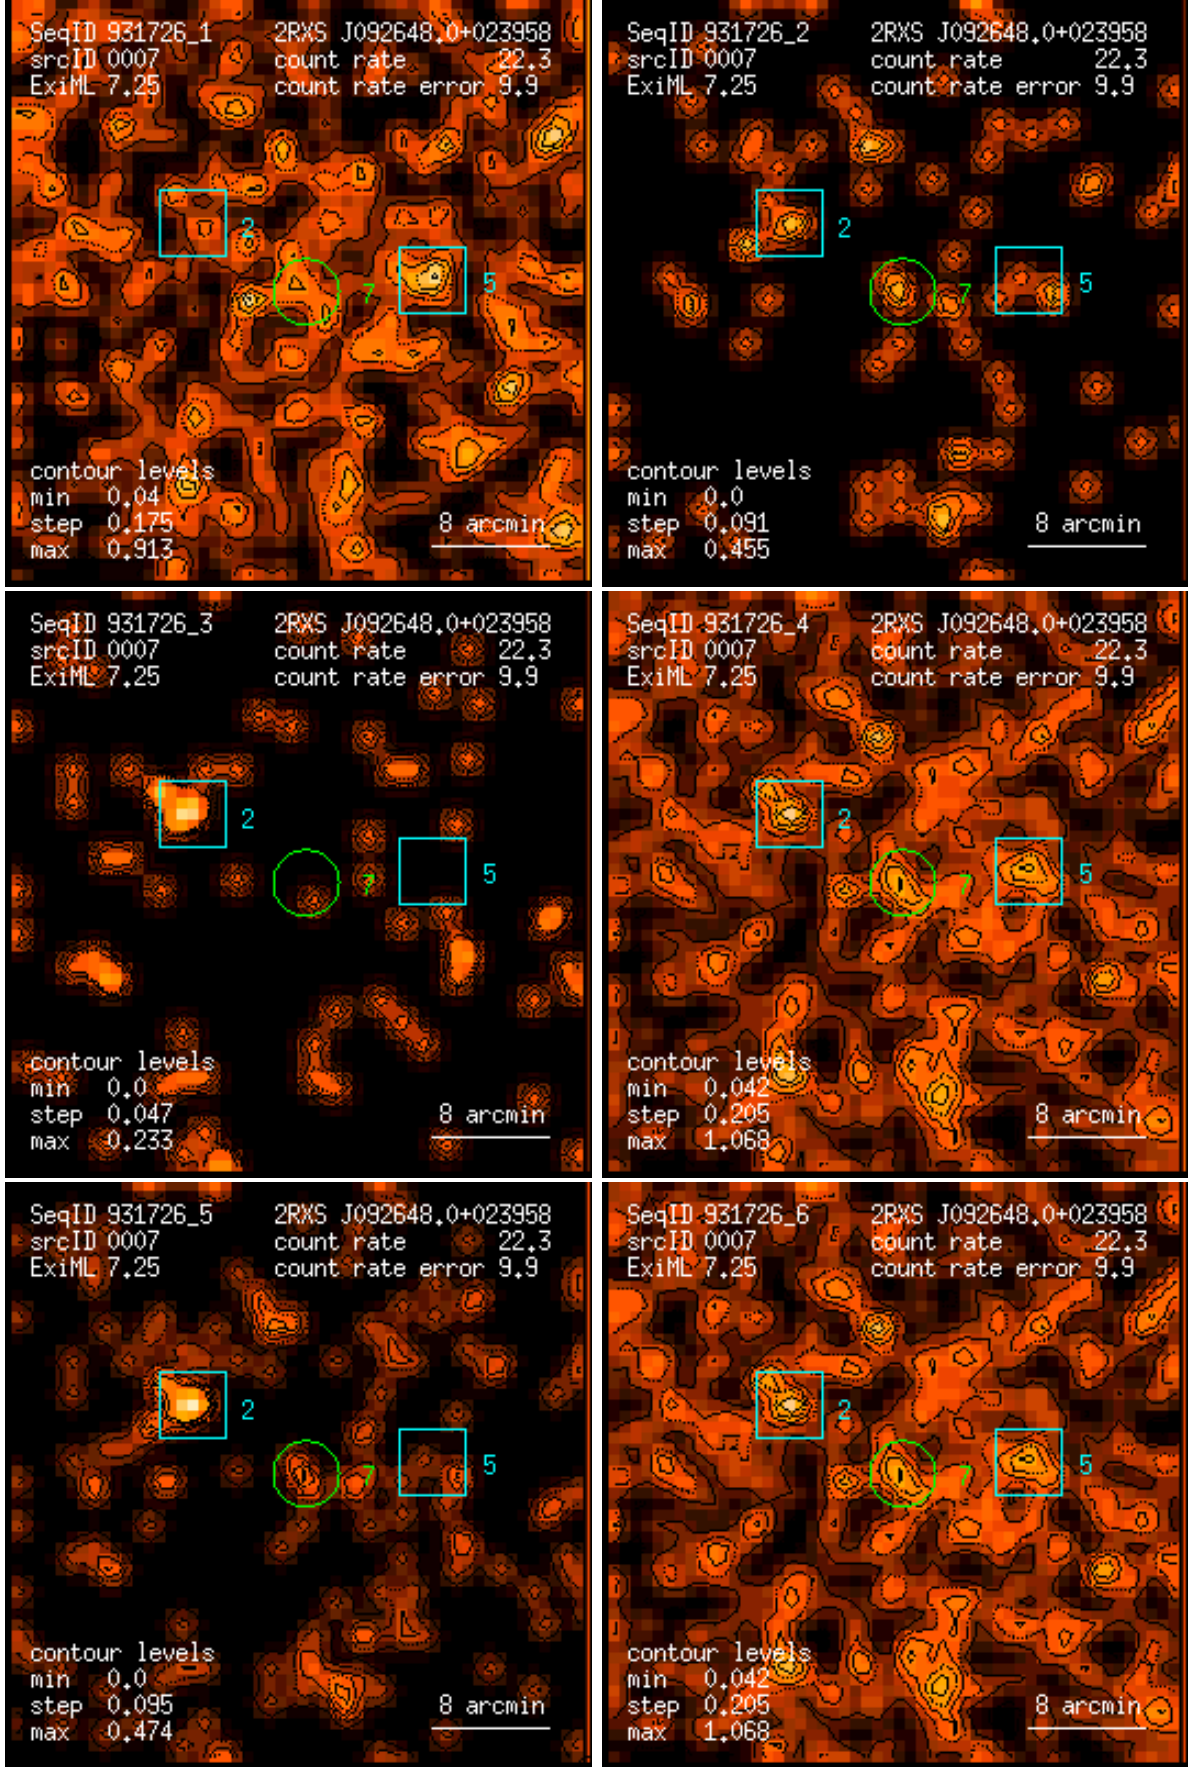 SeqID 931726_1 2RXS J092648.0+023958
srcID 0007 count rate 22.3
ExiML 7.25 count rate error 9.9
2
7
5
contour levels
min 0.04
step 0.175
max 0.913
8 arcmin
SeqID 931726_2 2RXS J092648.0+023958
srcID 0007 count rate 22.3
ExiML 7.25 count rate error 9.9
2
7
5
contour levels
min 0.0
step 0.091
max 0.455
8 arcmin
SeqID 931726_3 2RXS J092648.0+023958
srcID 0007 count rate 22.3
ExiML 7.25 count rate error 9.9
2
7
5
contour levels
min 0.0
step 0.047
max 0.233
8 arcmin
SeqID 931726_4 2RXS J092648.0+023958
srcID 0007 count rate 22.3
ExiML 7.25 count rate error 9.9
2
7
5
contour levels
min 0.042
step 0.205
max 1.068
8 arcmin
SeqID 931726_5 2RXS J092648.0+023958
srcID 0007 count rate 22.3
ExiML 7.25 count rate error 9.9
2
7
5
contour levels
min 0.0
step 0.095
max 0.474
8 arcmin
SeqID 931726_6 2RXS J092648.0+023958
srcID 0007 count rate 22.3
ExiML 7.25 count rate error 9.9
2
7
5
contour levels
min 0.042
step 0.205
max 1.068
8 arcmin